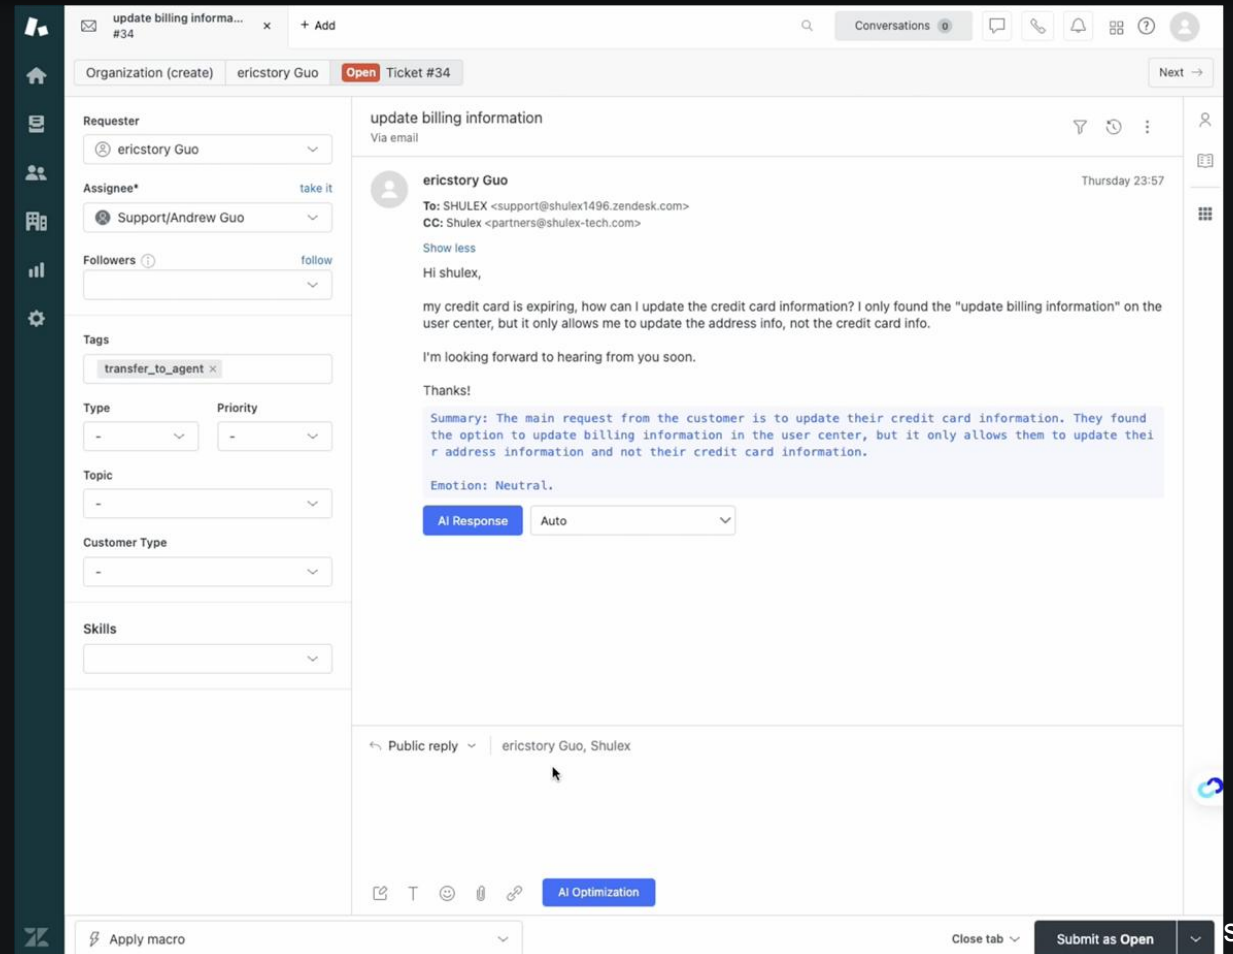 update billing informa...
#34
×
+ Add
Conversations 0
Organization (create)
ericstory Guo
Open Ticket #34
Next →
Requester
ericstory Guo
Assignee*
take it
Support/Andrew Guo
Followers
follow
Tags
transfer_to_agent ×
Type
Priority
-
-
Topic
-
Customer Type
-
Skills
update billing information
Via email
ericstory Guo
Thursday 23:57
To: SHULEX <support@shulex1496.zendesk.com>
CC: Shulex <partners@shulex-tech.com>
Show less
Hi shulex,
my credit card is expiring, how can I update the credit card information? I only found the "update billing information" on the
user center, but it only allows me to update the address info, not the credit card info.
I'm looking forward to hearing from you soon.
Thanks!
Summary: The main request from the customer is to update their credit card information. They found
the option to update billing information in the user center, but it only allows them to update thei
r address information and not their credit card information.
Emotion: Neutral.
AI Response
Auto
Public reply
ericstory Guo, Shulex
AI Optimization
Apply macro
Close tab
Submit as Open